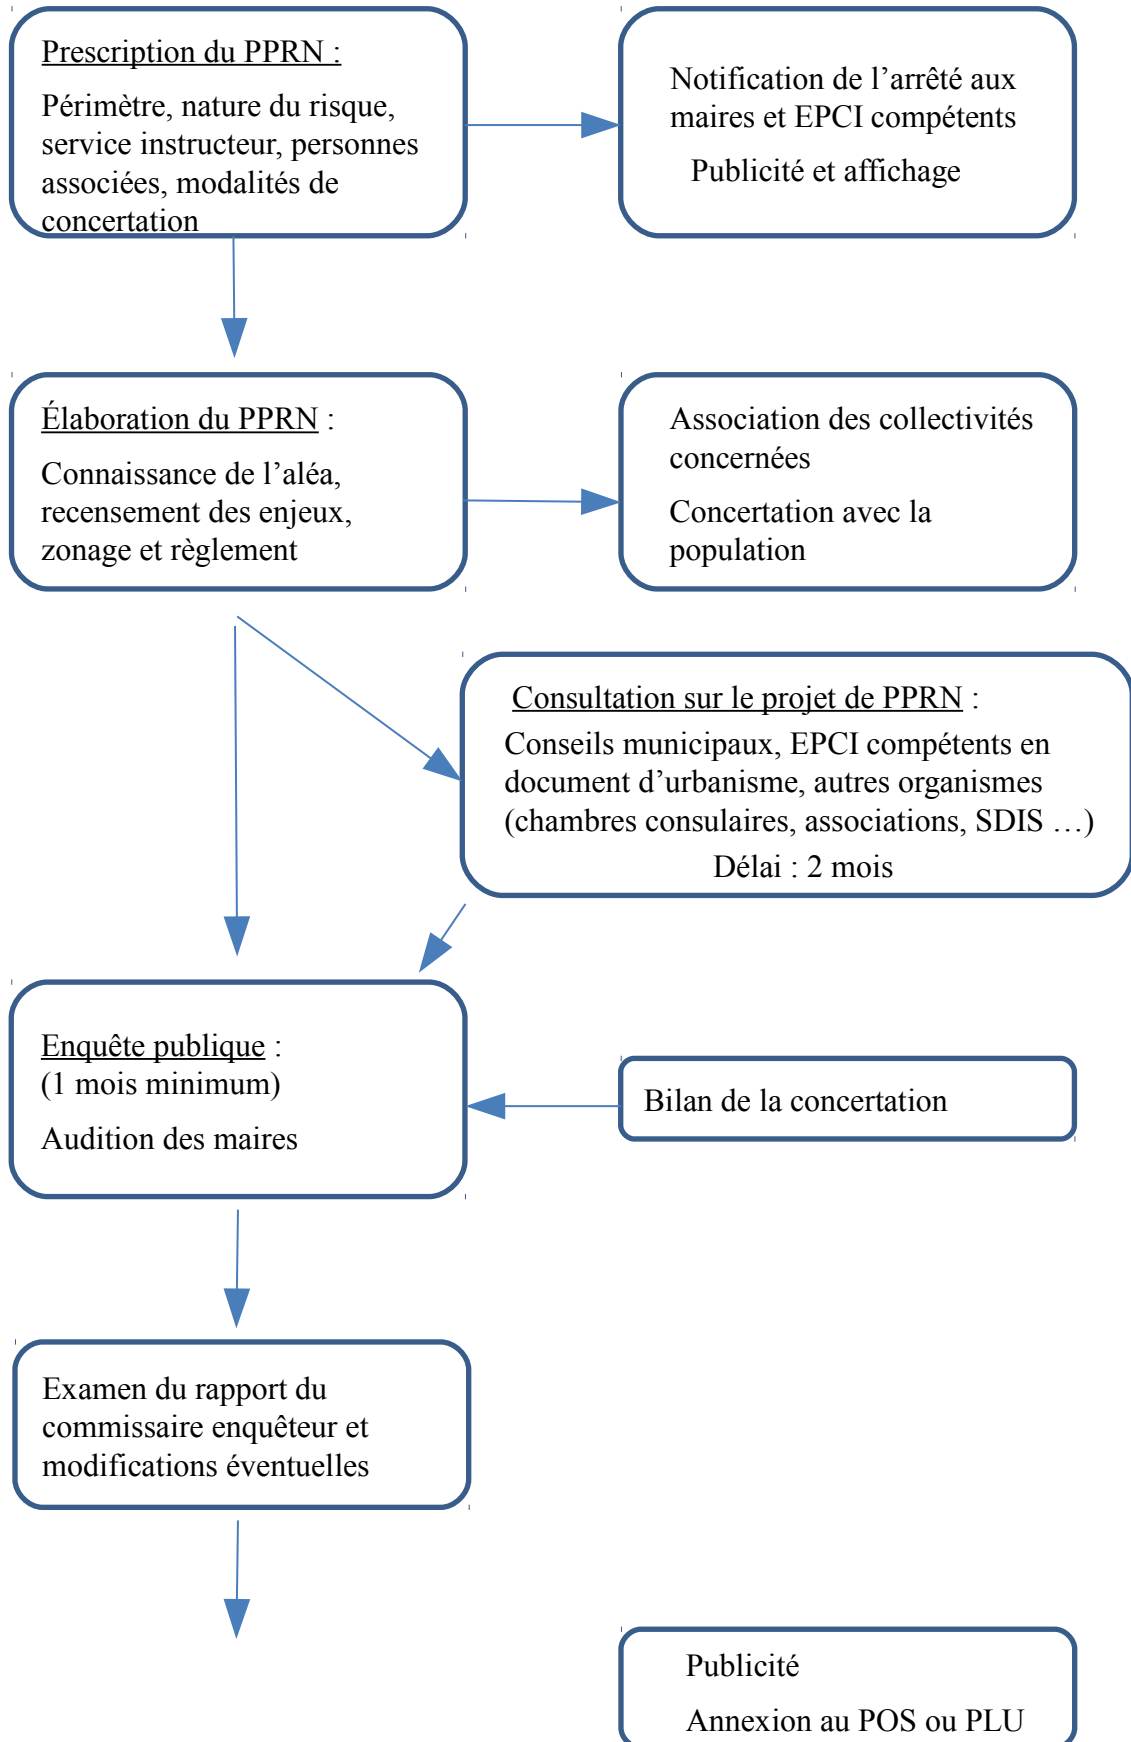 Prescription du PPRN :
Périmètre, nature du risque,
service instructeur, personnes
associées, modalités de
concertation
Notification de l’arrêté aux
maires et EPCI compétents
Publicité et affichage
Élaboration du PPRN :
Connaissance de l’aléa,
recensement des enjeux,
zonage et règlement
Association des collectivités
concernées
Concertation avec la
population
Consultation sur le projet de PPRN :
Conseils municipaux, EPCI compétents en
document d’urbanisme, autres organismes
(chambres consulaires, associations, SDIS …)
Délai : 2 mois
Enquête publique :
(1 mois minimum)
Audition des maires
Bilan de la concertation
Examen du rapport du
commissaire enquêteur et
modifications éventuelles
Publicité
Annexion au POS ou PLU